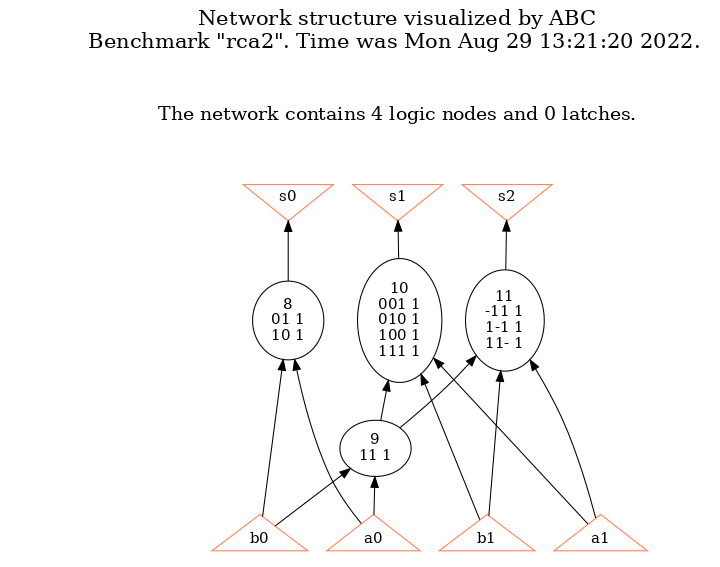 Network structure visualized by ABC
Benchmark "rca2". Time was Mon Aug 29 13:21:20 2022.
The network contains 4 logic nodes and 0 latches.
s0
s1
s2
8
01 1
10 1
10
001 1
010 1
100 1
111 1
11
-11 1
1-1 1
11- 1
9
11 1
b0
a0
b1
a1